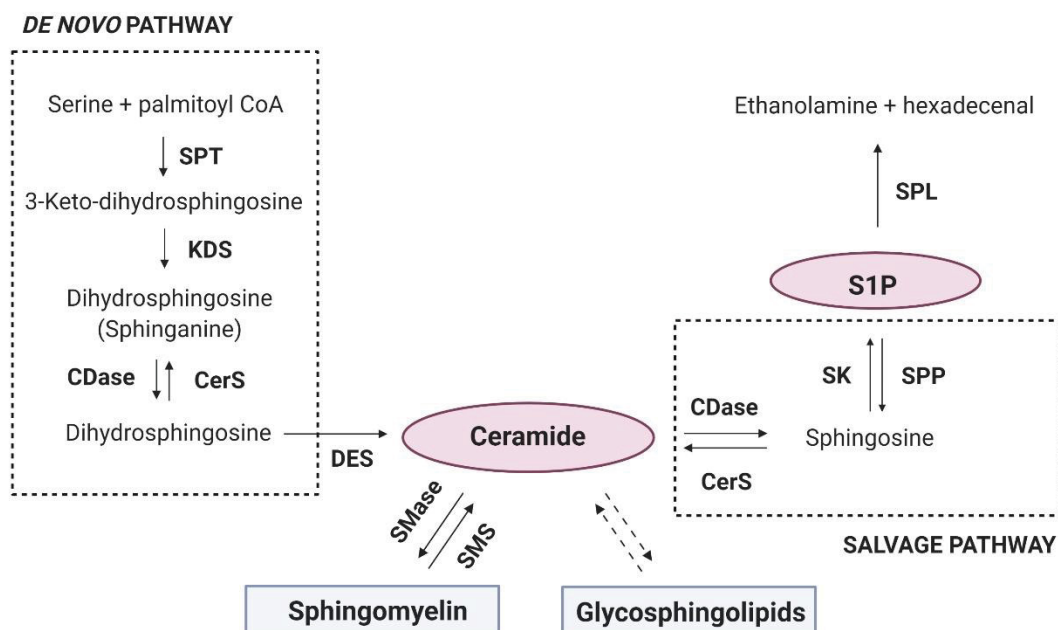 DE NOVO PATHWAY
Serine + palmitoyl CoA
SPT
3-Keto-dihydrosphingosine
KDS
Dihydrosphingosine
(Sphinganine)
CDase
CerS
Dihydrosphingosine
DES
Ceramide
SMase
SMS
Sphingomyelin
Glycosphingolipids
Ethanolamine + hexadecenal
SPL
S1P
SK
SPP
CDase
Sphingosine
CerS
SALVAGE PATHWAY